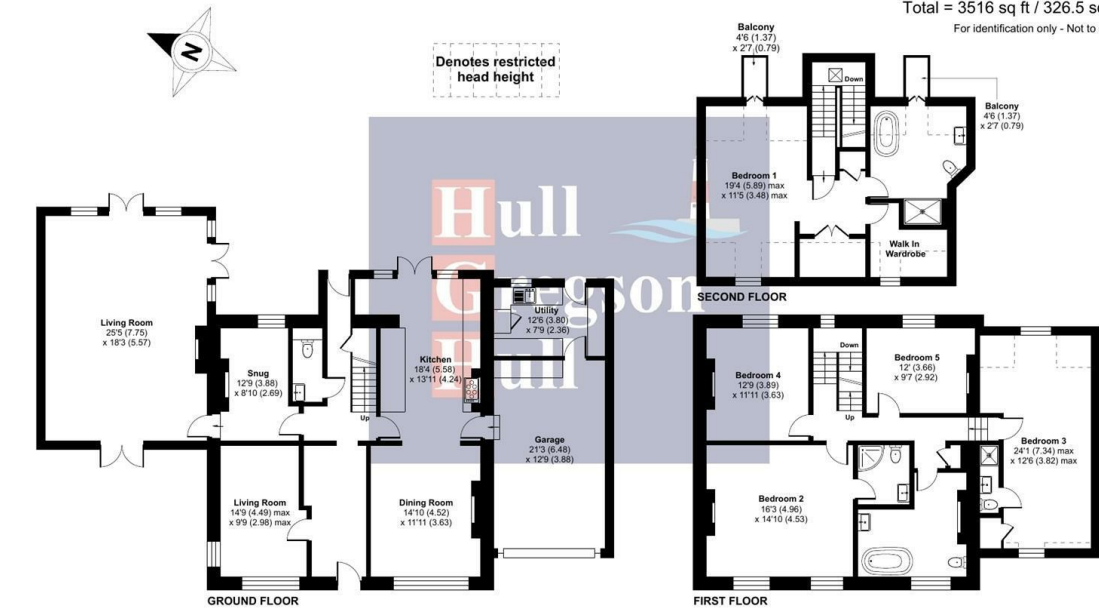 Total = 3516 sq ft / 326.5 s
For identification only - Not to
N
Denotes restricted
head height
Balcony
4'6 (1.37)
x 2'7 (0.79)
Down
Balcony
4'6 (1.37)
x 2'7 (0.79)
Bedroom 1
19'4 (5.89) max
x 11'5 (3.48) max
Walk In
Wardrobe
SECOND FLOOR
Hull
Gregson
Hull
Living Room
25'5 (7.75)
x 18'3 (5.57)
Snug
12'9 (3.88)
x 8'10 (2.69)
Up
Kitchen
18'4 (5.58)
x 13'11 (4.24)
Utility
12'6 (3.80)
x 7'9 (2.36)
Garage
21'3 (6.48)
x 12'9 (3.88)
Living Room
14'9 (4.49) max
x 9'9 (2.98) max
Dining Room
14'10 (4.52)
x 11'11 (3.63)
GROUND FLOOR
Down
Bedroom 4
12'9 (3.89)
x 11'11 (3.63)
Up
Bedroom 5
12' (3.66)
x 9'7 (2.92)
Bedroom 3
24'1 (7.34) max
x 12'6 (3.82) max
Bedroom 2
16'3 (4.96)
x 14'10 (4.53)
FIRST FLOOR